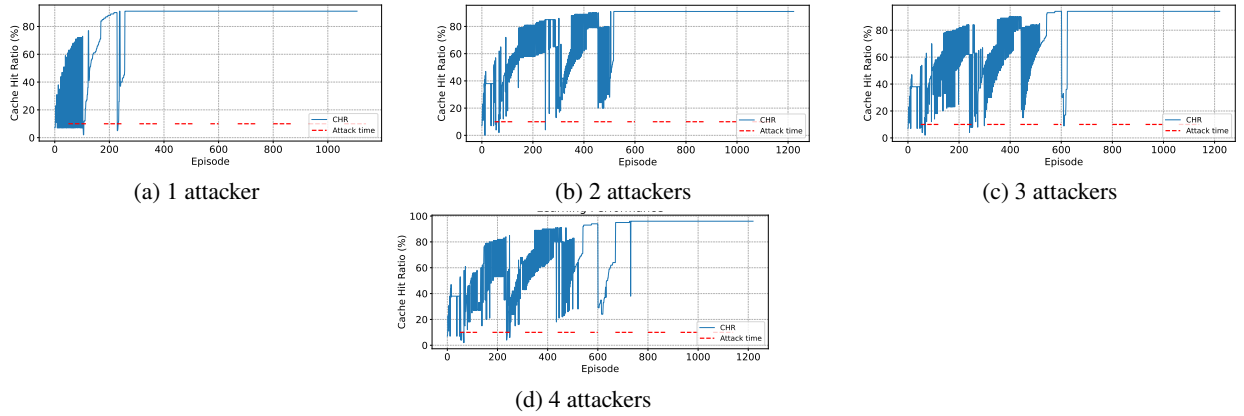 Cache Hit Ratio (%)
80
60
40
20
0
CHR
Attack time
0 200 400 600 800 1000
Episode
(a) 1 attacker
Cache Hit Ratio (%)
80
60
40
20
0
CHR
Attack time
0 200 400 600 800 1000 1200
Episode
(b) 2 attackers
Cache Hit Ratio (%)
80
60
40
20
0
CHR
Attack time
0 200 400 600 800 1000 1200
Episode
(c) 3 attackers
Cache Hit Ratio (%)
100
80
60
40
20
0
CHR
Attack time
0 200 400 600 800 1000 1200
Episode
(d) 4 attackers